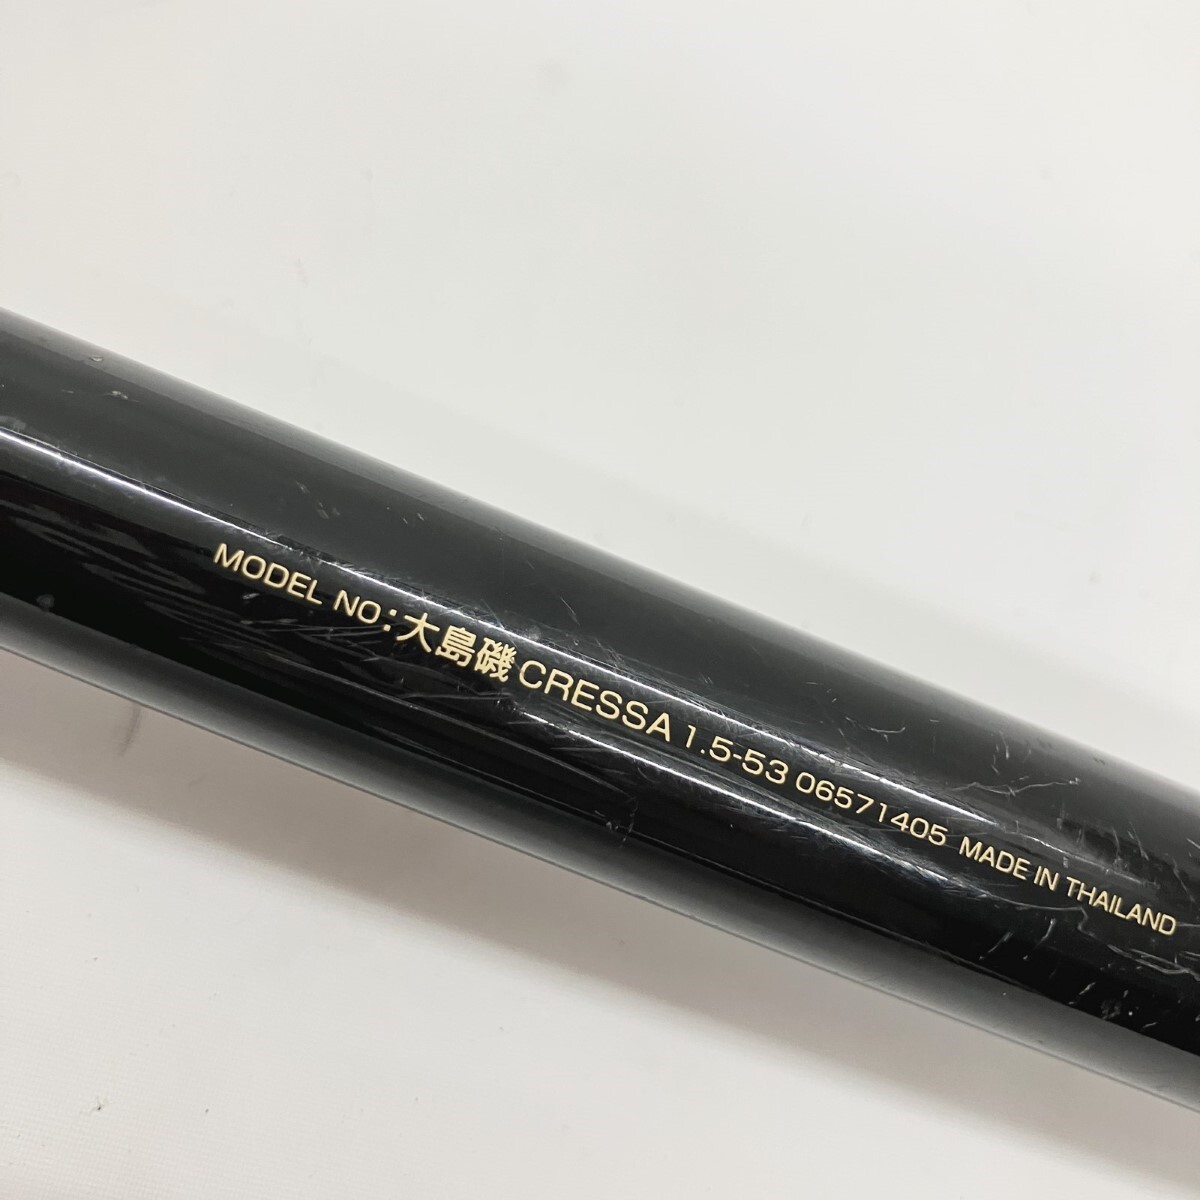 MODEL NO:大島磯 CRESSA 1.5-53 06571405 MADE IN THAILAND